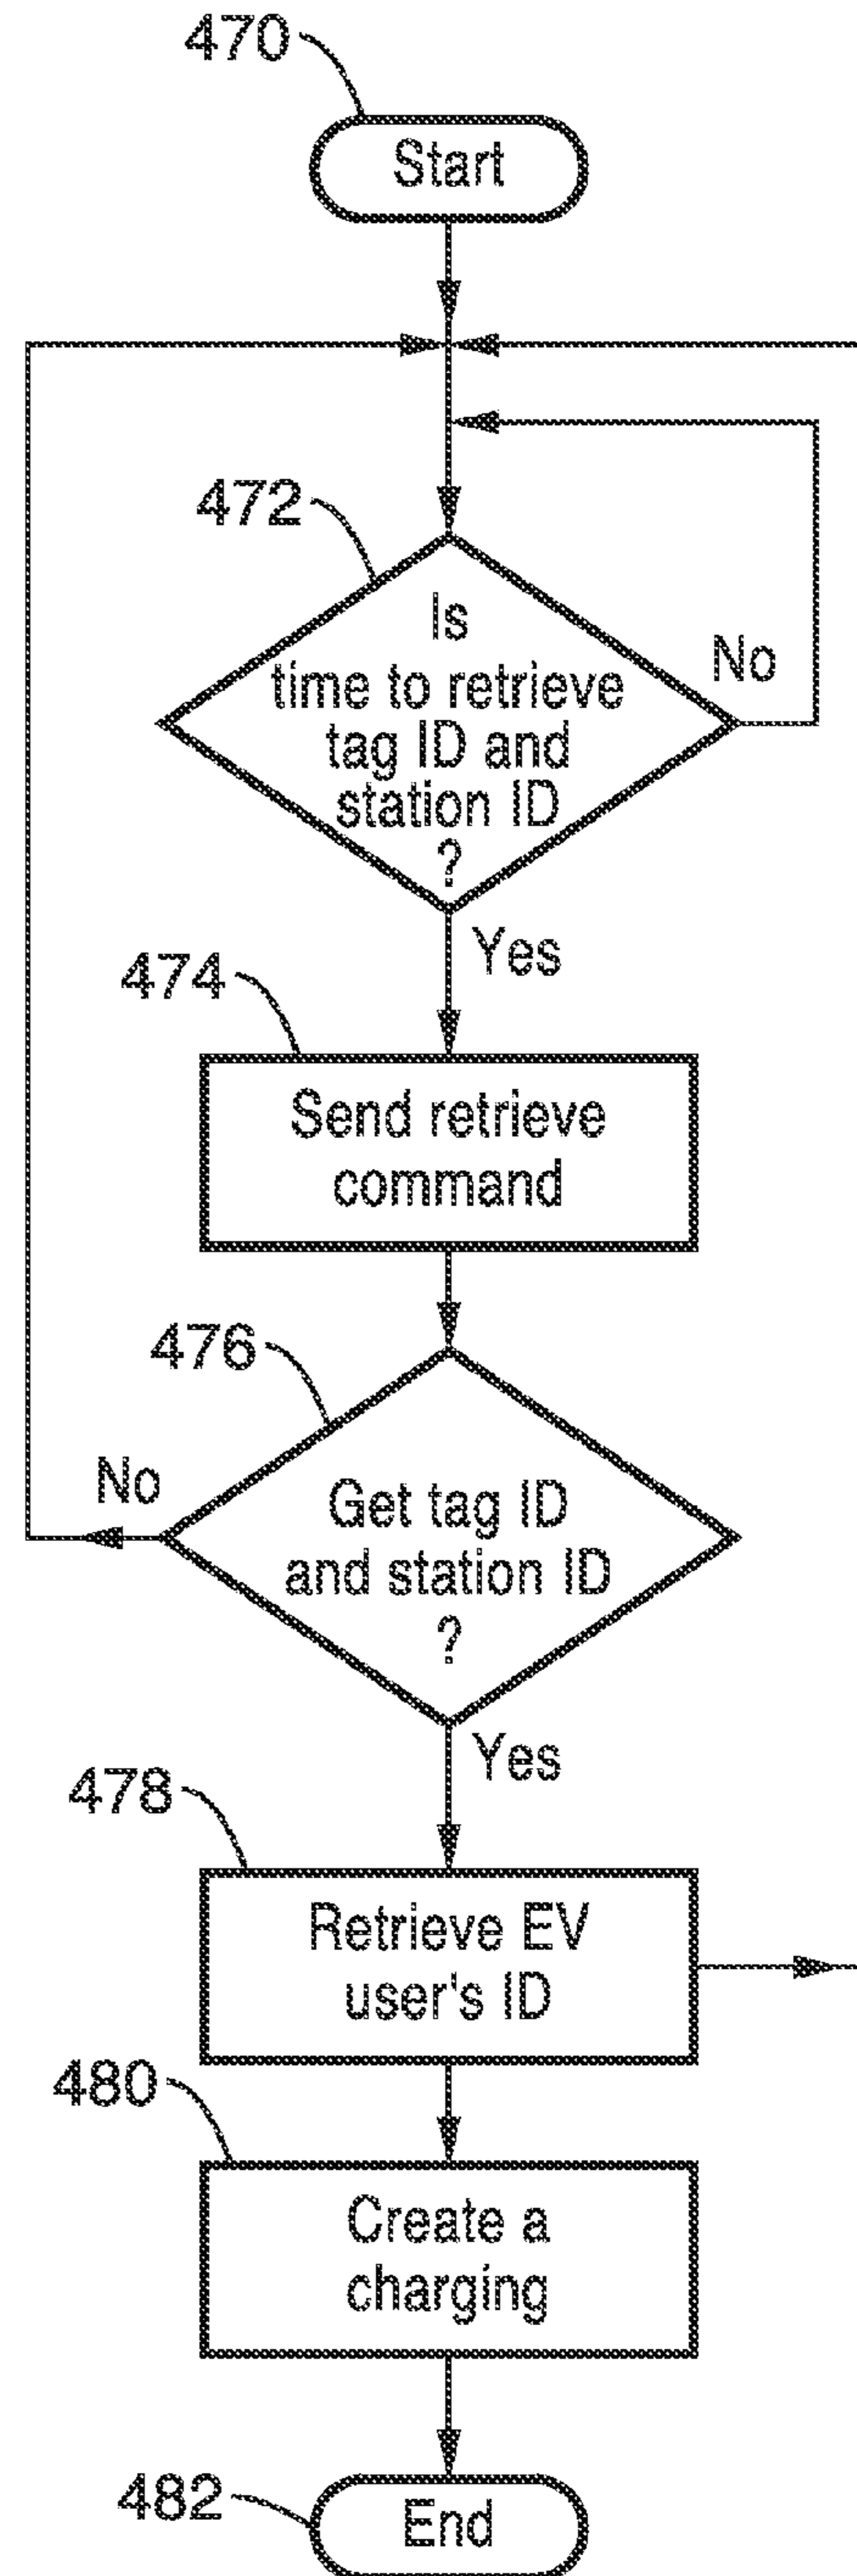 470
Start
472
Is
time to retrieve
tag ID and
station ID
?
No
Yes
474
Send retrieve
command
476
Get tag ID
and station ID
?
No
Yes
478
Retrieve EV
user's ID
480
Create a
charging
482
End